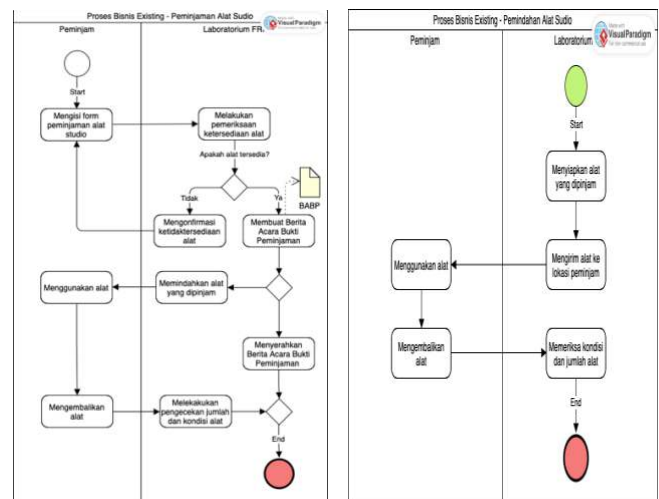 Proses Bisnis Existing - Peminjaman Alat Sudio
Peminjam
Laboratorium FRI
Start
Mengisi form
peminjaman alat
studio
Melakukan
pemeriksaan
ketersediaan alat
Apakah alat tersedia?
Tidak
Ya
BABP
Mengonfirmasi
ketidaktersediaan
alat
Membuat Berita
Acara Bukti
Peminjaman
Menggunakan alat
Memindahkan alat
yang dipinjam
Menyerahkan
Berita Acara Bukti
Peminjaman
Mengembalikan
alat
Melekakukan
pengecekan jumlah
dan kondisi alat
End
Proses Bisnis Existing - Pemindahan Alat Sudio
Peminjam
Laboratorium
VisualParadigm
Start
Menyiapkan alat
yang dipinjam
Menggunakan alat
Mengirim alat ke
lokasi peminjam
Mengembalikan
alat
Memeriksa kondisi
dan jumlah alat
End